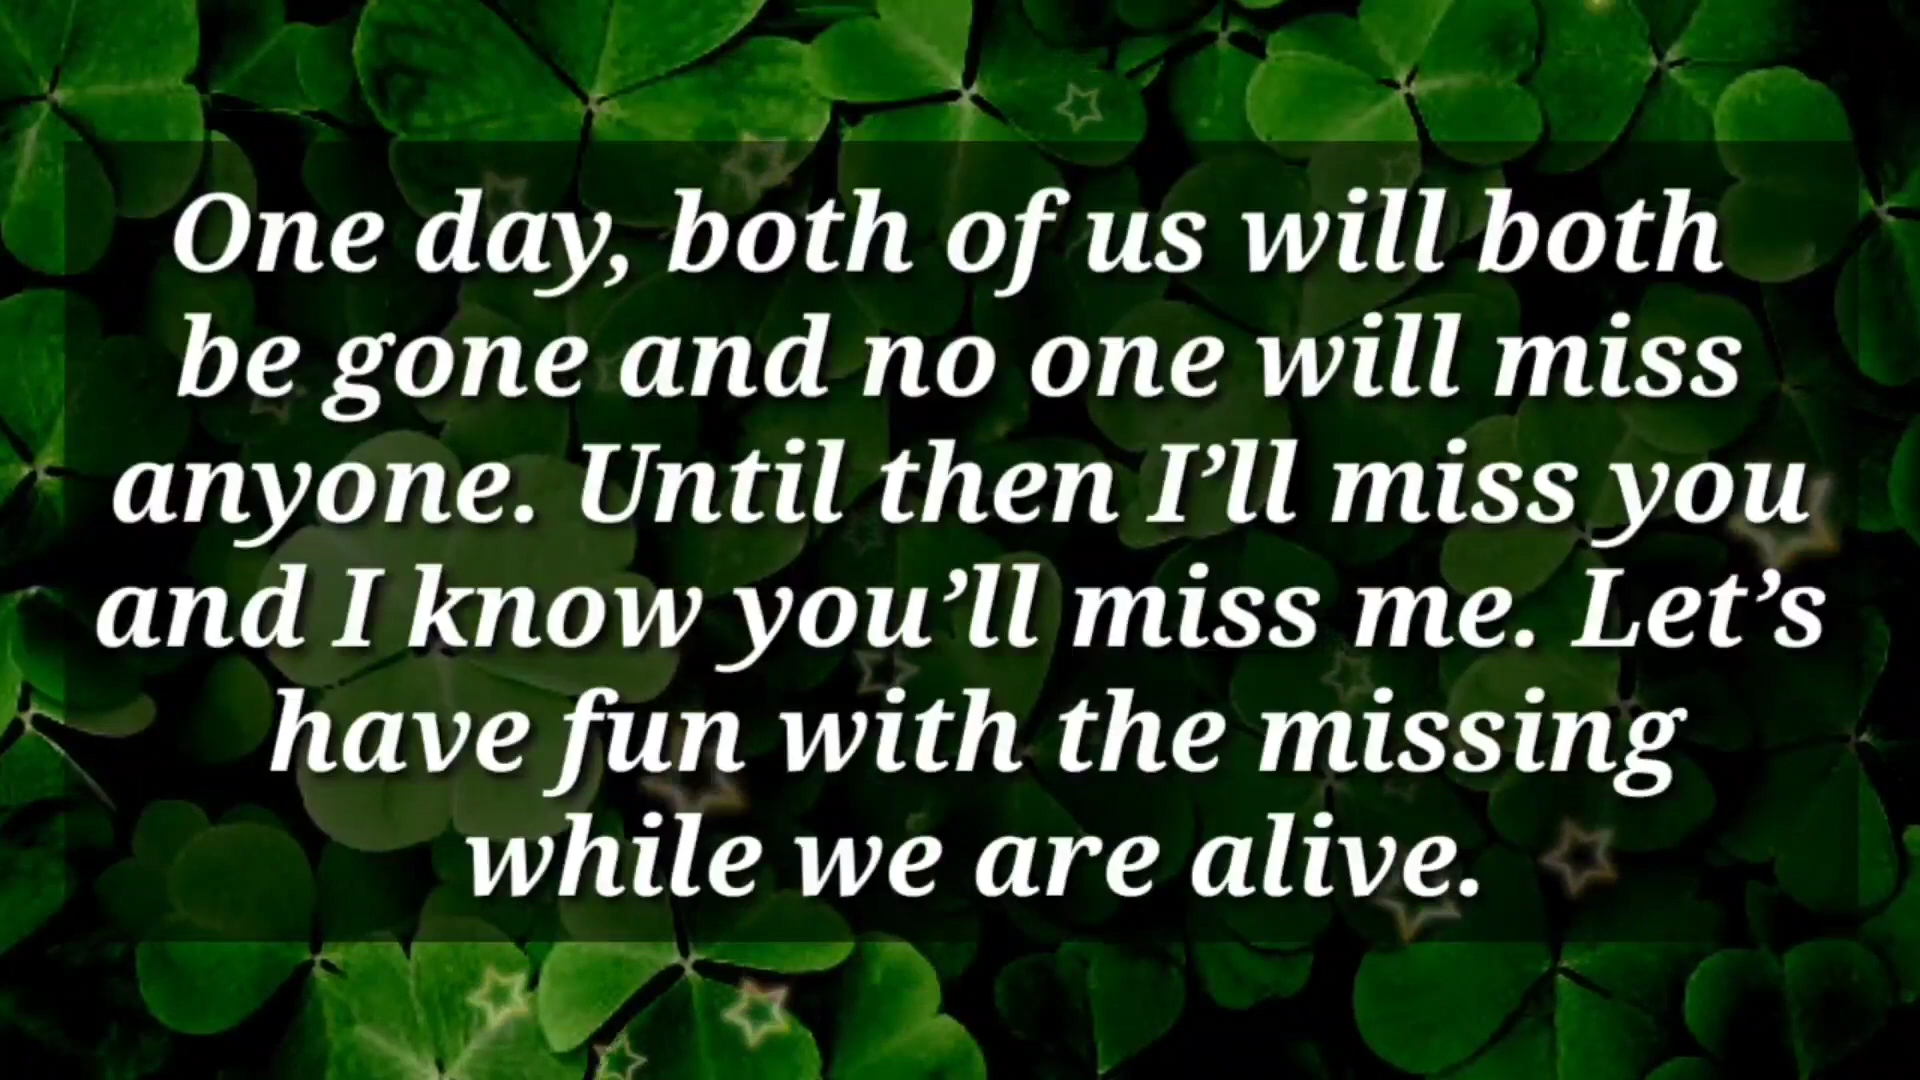 One day, both of us will both
be gone and no one will miss
anyone. Until then I’ll miss you
and I know you’ll miss me. Let’s
have fun with the missing
while we are alive.